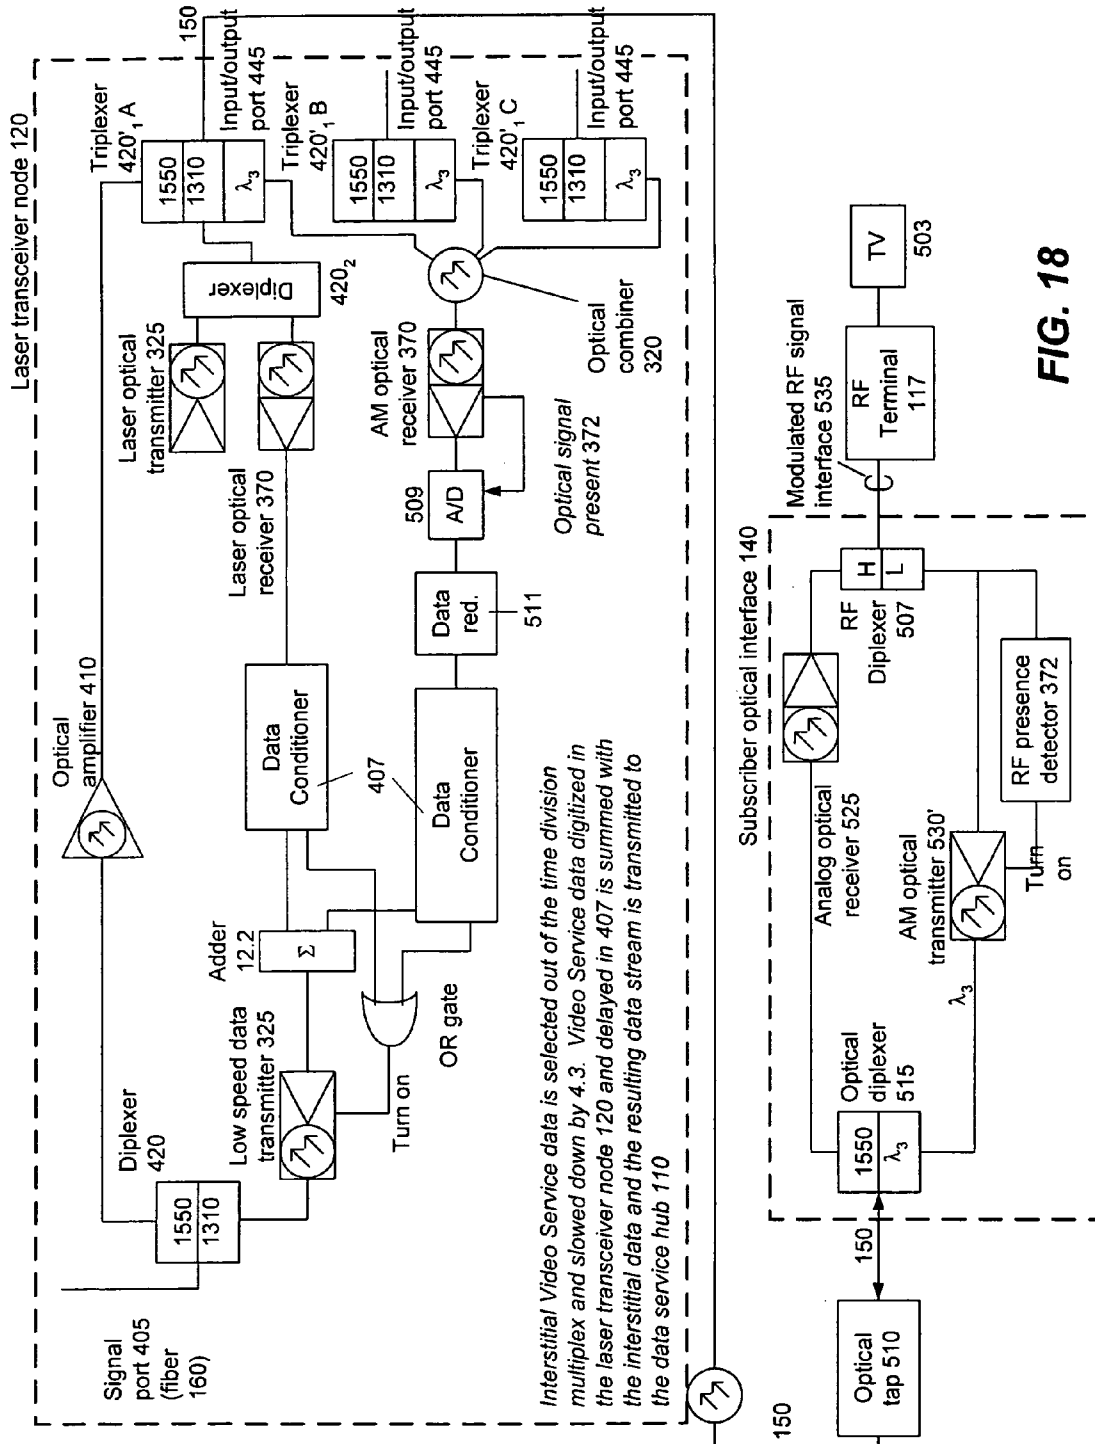 Laser transceiver node 120
Signal
port 405
(fiber
160)
Diplexer
420
1550
1310
Optical
amplifier 410
Low speed data
transmitter 325
Turn on
OR gate
Adder
12.2
Σ
Data
Conditioner
407
Data
Conditioner
Laser optical
transmitter 325
Laser optical
receiver 370
Diplexer
420₂
Triplexer
420'₁ A
1550
1310
λ₃
Input/output
port 445
150
Triplexer
420'₁ B
1550
1310
λ₃
Input/output
port 445
Triplexer
420'₁ C
1550
1310
λ₃
Input/output
port 445
AM optical
receiver 370
509
A/D
Data
red.
511
Optical signal
present 372
Optical
combiner
320
Interstitial Video Service data is selected out of the time division
multiplex and slowed down by 4.3. Video Service data digitized in
the laser transceiver node 120 and delayed in 407 is summed with
the interstitial data and the resulting data stream is transmitted to
the data service hub 110
150
Optical
tap 510
150
Subscriber optical interface 140
1550
λ₃
Optical
diplexer
515
Analog optical
receiver 525
AM optical
transmitter 530'
λ₃
Turn
on
RF presence
detector 372
H
L
RF
Diplexer
507
Modulated RF signal
interface 535
RF
Terminal
117
TV
503
FIG. 18